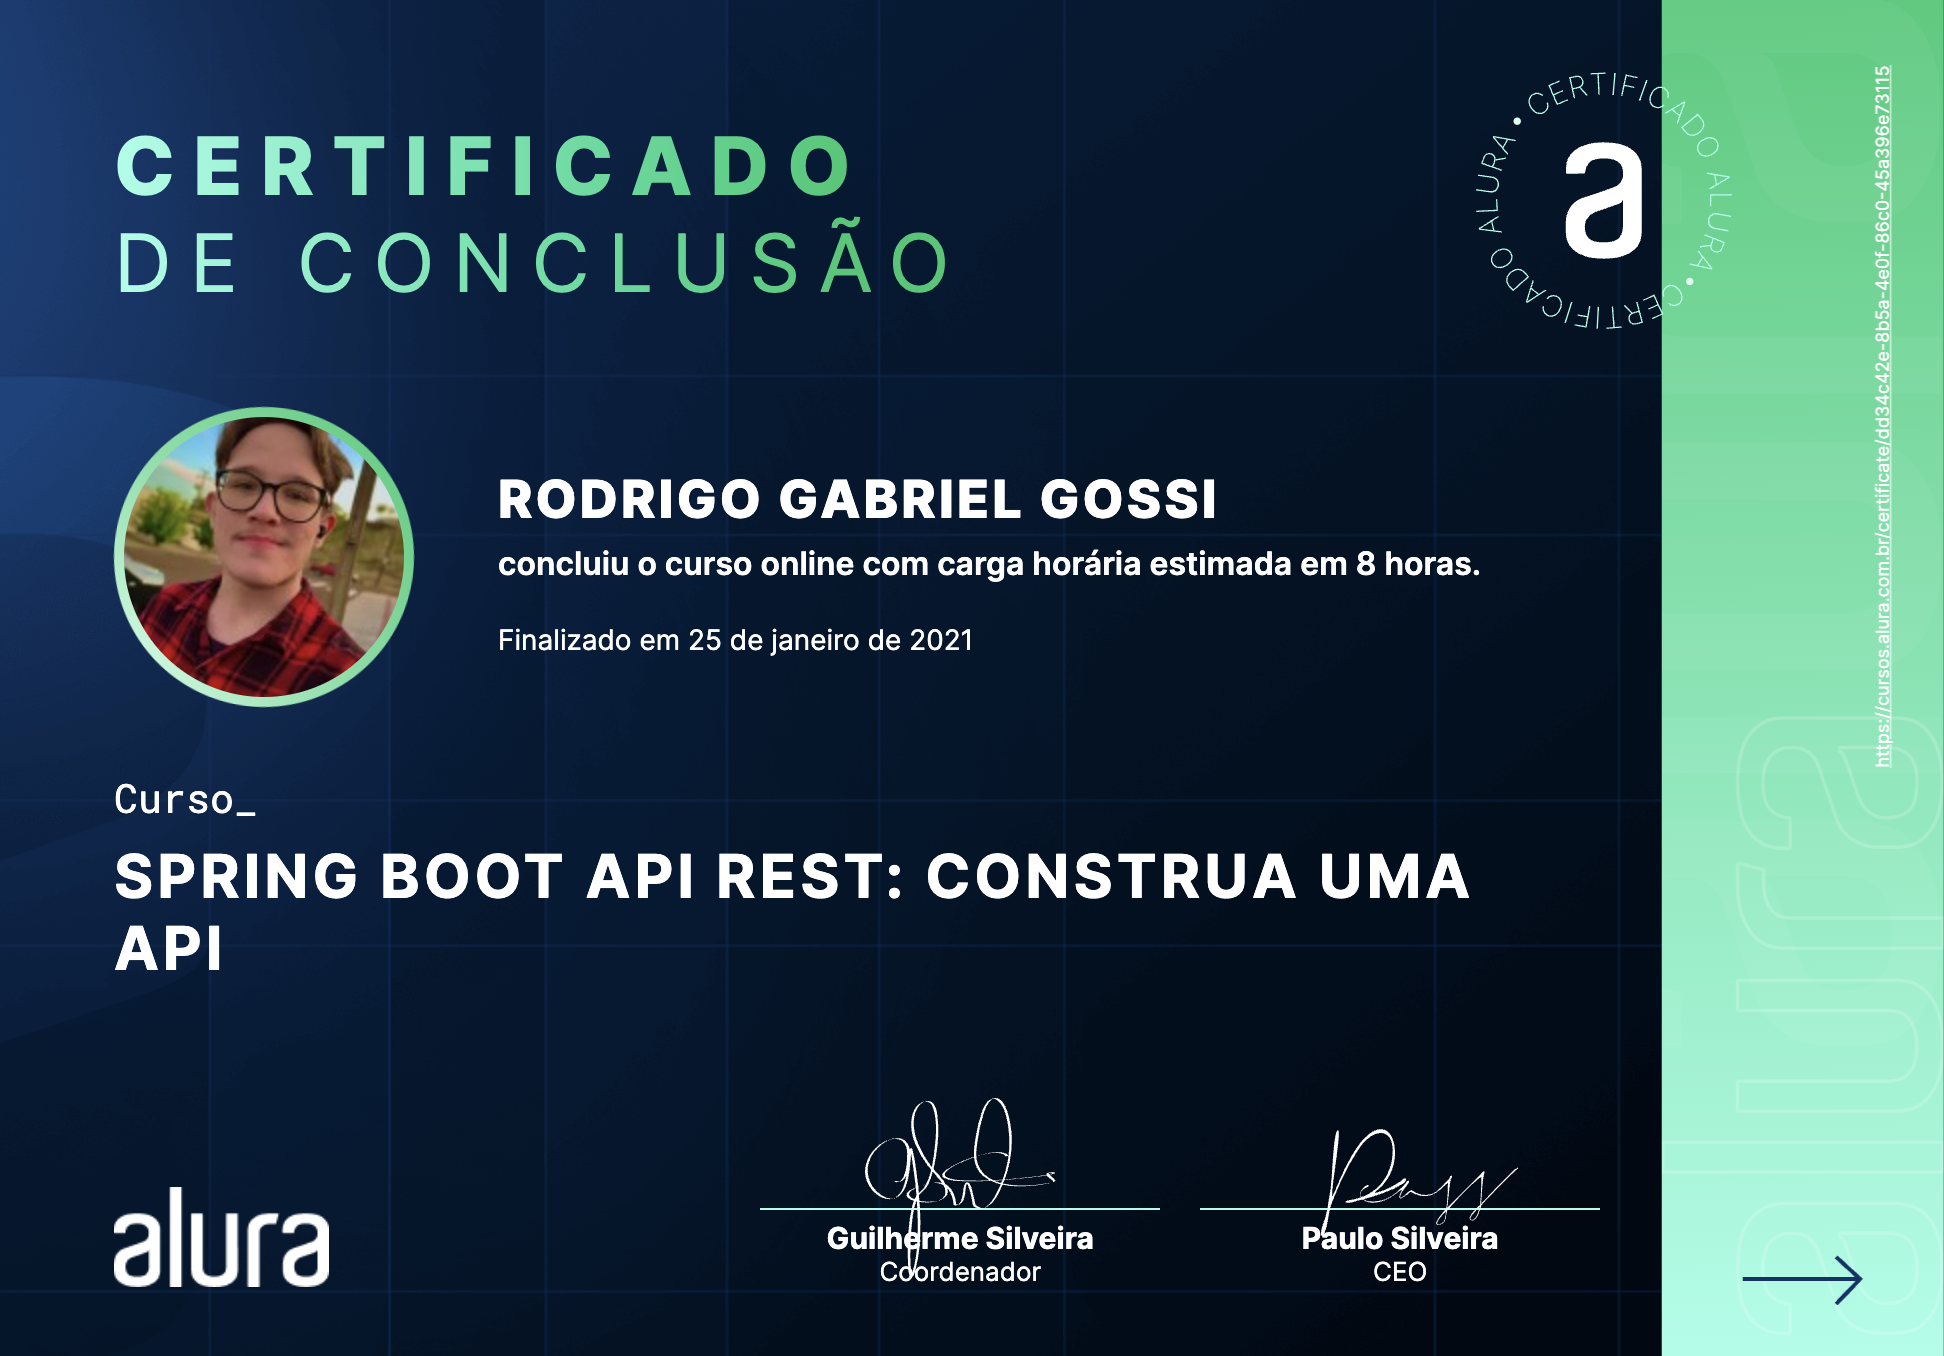 CERTIFICADO
DE CONCLUSÃO
CERTIFICADO ALURA • CERTIFICADO ALURA •
a
RODRIGO GABRIEL GOSSI
concluiu o curso online com carga horária estimada em 8 horas.
Finalizado em 25 de janeiro de 2021
Curso_
SPRING BOOT API REST: CONSTRUA UMA
API
alura
Guilherme Silveira
Coordenador
Paulo Silveira
CEO
https://cursos.alura.com.br/certificate/dd34c42e-8b5a-4e0f-86c0-45a396e73115
alura